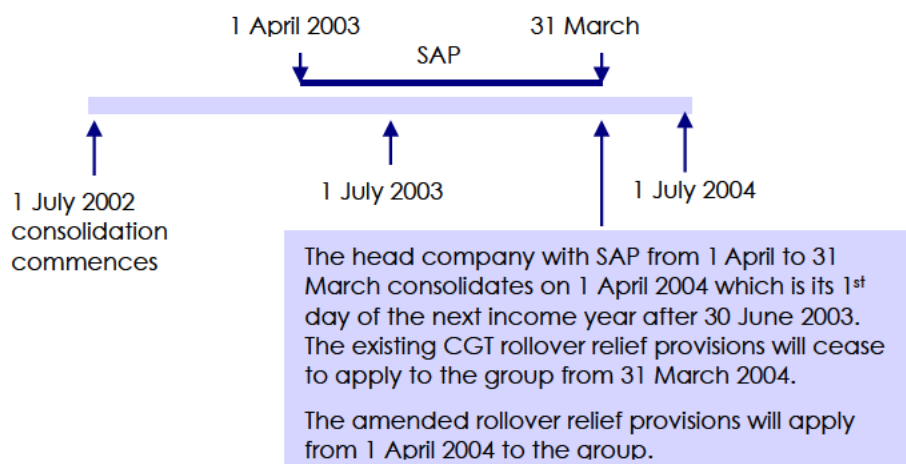 1 April 2003 31 March
SAP
1 July 2002
consolidation
commences
1 July 2003
1 July 2004
The head company with SAP from 1 April to 31
March consolidates on 1 April 2004 which is its 1st
day of the next income year after 30 June 2003.
The existing CGT rollover relief provisions will cease
to apply to the group from 31 March 2004.
The amended rollover relief provisions will apply
from 1 April 2004 to the group.